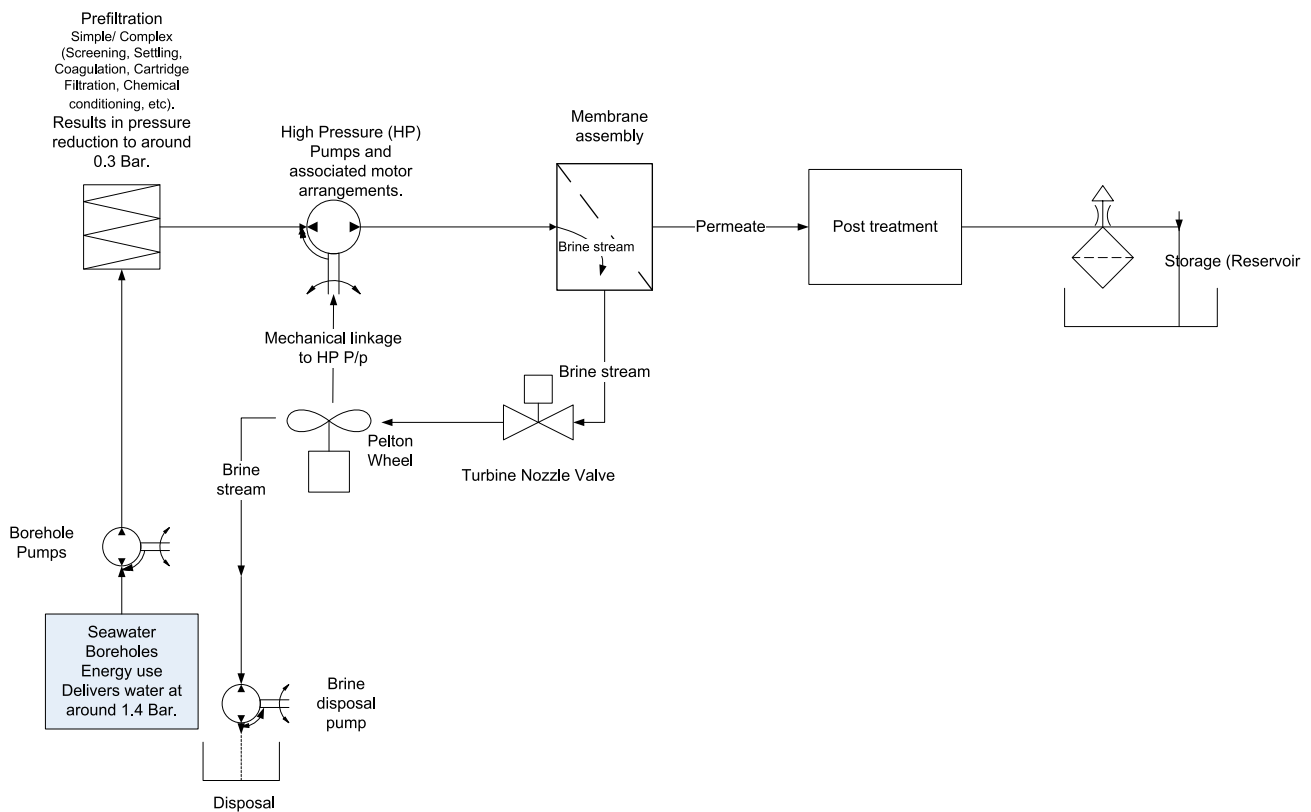 Prefiltration
Simple/ Complex
(Screening, Settling,
Coagulation, Cartridge
Filtration, Chemical
conditioning, etc).
Results in pressure
reduction to around
0.3 Bar.
High Pressure (HP)
Pumps and
associated motor
arrangements.
Membrane
assembly
Brine stream
Permeate
Post treatment
Storage (Reservoir
Mechanical linkage
to HP P/p
Brine stream
Pelton
Wheel
Turbine Nozzle Valve
Brine
stream
Borehole
Pumps
Seawater
Boreholes
Energy use
Delivers water at
around 1.4 Bar.
Brine
disposal
pump
Disposal